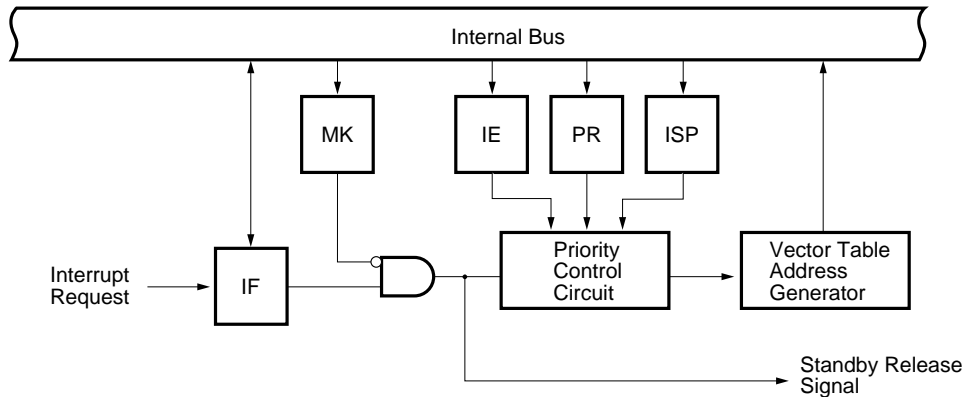 Internal Bus
MK
IE
PR
ISP
Interrupt
Request
IF
Priority
Control
Circuit
Vector Table
Address
Generator
Standby Release
Signal